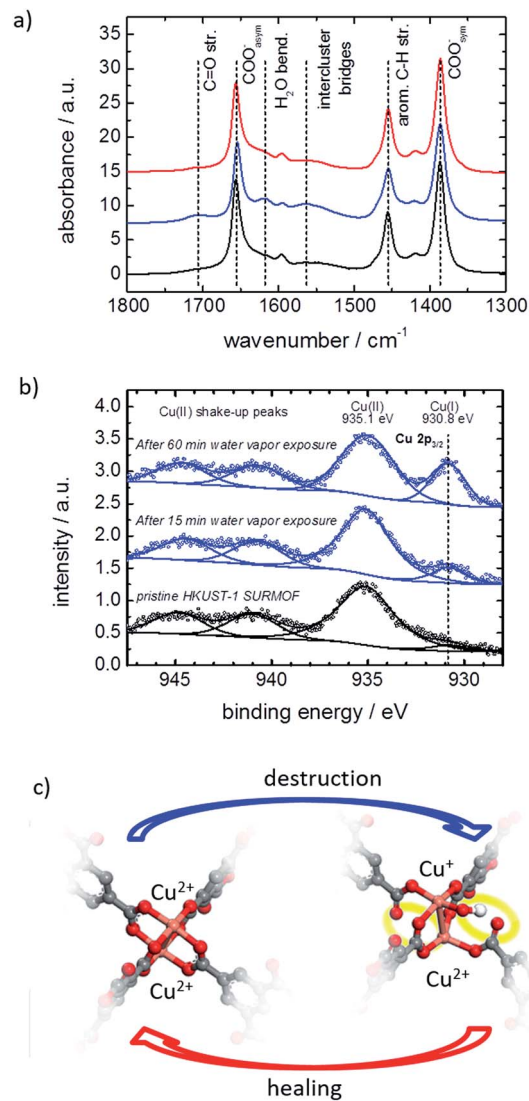 a)
C=O str.
COO⁻asym
H₂O bend.
intercluster
bridges
arom. C-H str.
COO⁻sym
35
30
25
20
15
10
5
0
absorbance / a.u.
1800 1700 1600 1500 1400 1300
wavenumber / cm⁻¹
b)
Cu(II) shake-up peaks
Cu(II)
935.1 eV
Cu(I)
930.8 eV
Cu 2p3/2
After 60 min water vapor exposure
After 15 min water vapor exposure
pristine HKUST-1 SURMOF
4.0
3.5
3.0
2.5
2.0
1.5
1.0
0.5
0.0
intensity / a.u.
945 940 935 930
binding energy / eV
c)
destruction
Cu²⁺
Cu²⁺
Cu⁺
Cu²⁺
healing